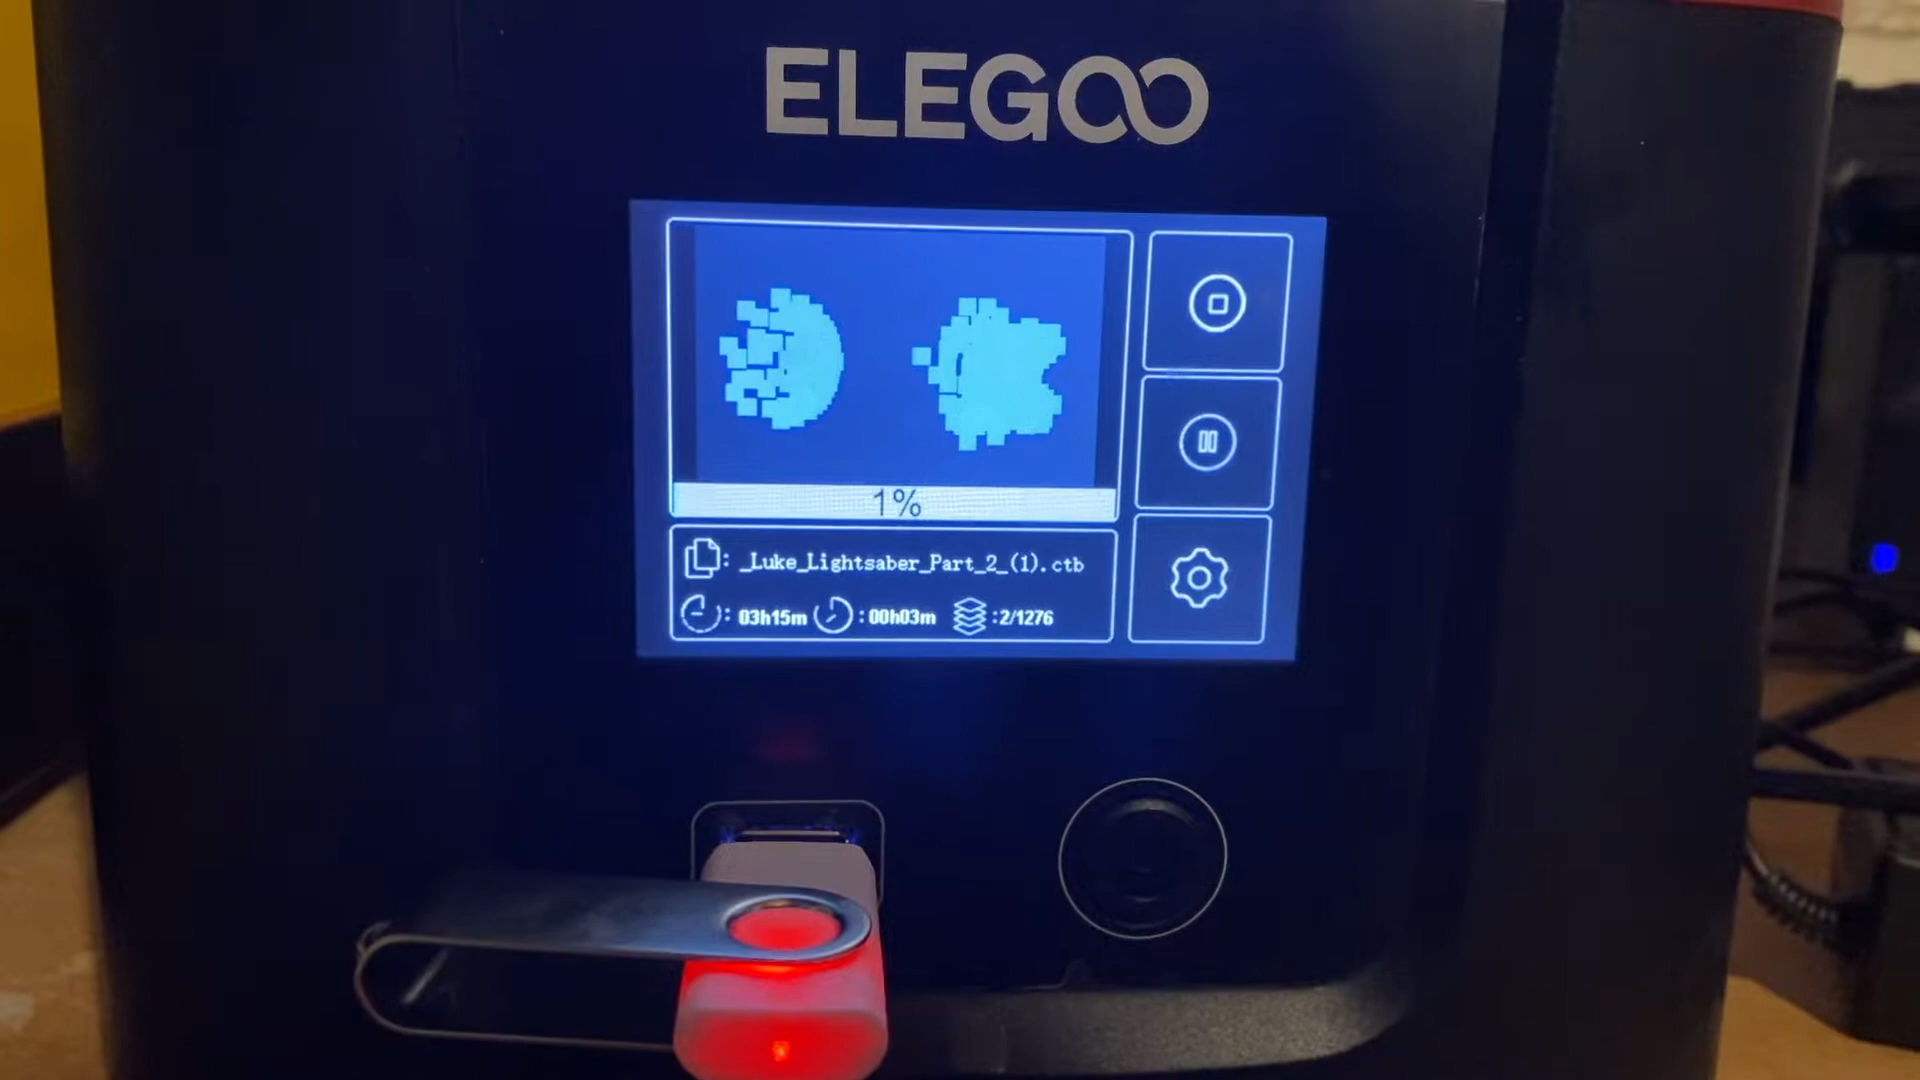 ELEGOO
1%
: _Luke_Lightsaber_Part_2_(1).ctb
: 03h15m : 00h03m :2/1276